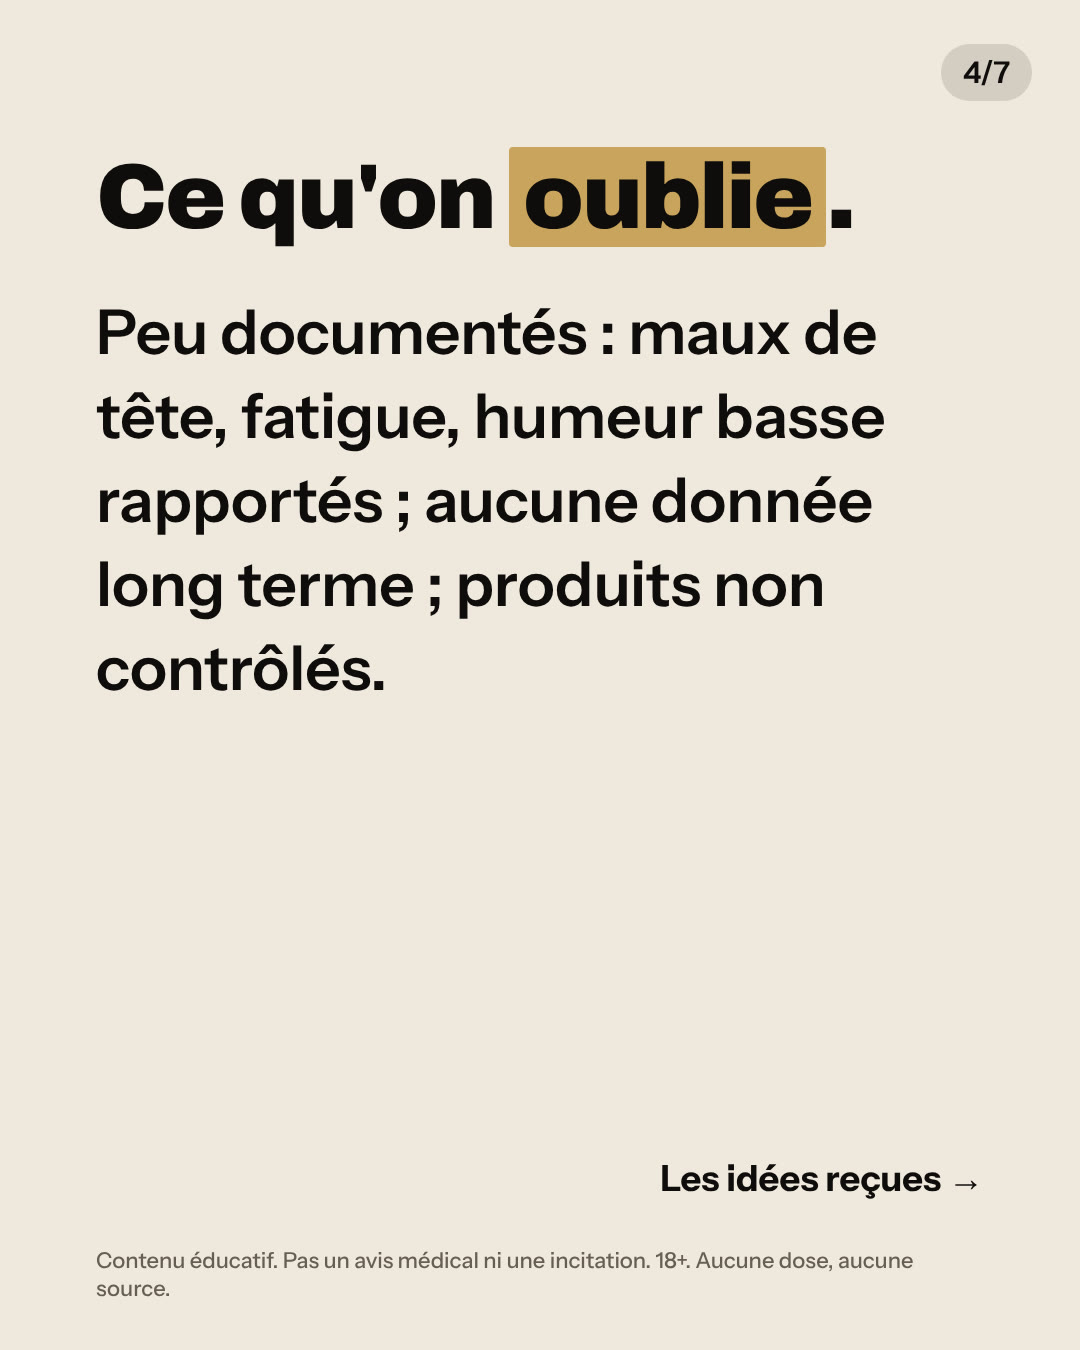 4/7
Ce qu'on oublie.
Peu documentés : maux de
tête, fatigue, humeur basse
rapportés ; aucune donnée
long terme ; produits non
contrôlés.
Les idées reçues →
Contenu éducatif. Pas un avis médical ni une incitation. 18+. Aucune dose, aucune
source.